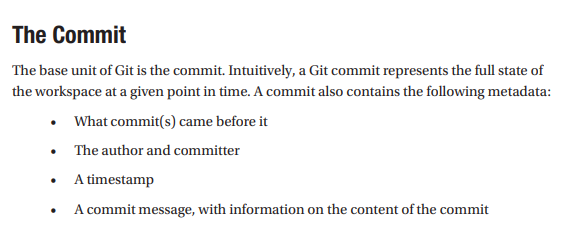 The Commit
The base unit of Git is the commit. Intuitively, a Git commit represents the full state of
the workspace at a given point in time. A commit also contains the following metadata:
• What commit(s) came before it
• The author and committer
• A timestamp
• A commit message, with information on the content of the commit